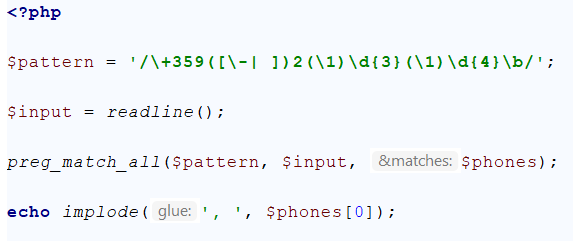 <?php
$pattern = '/\+359([\-| ])2(\1)\d{3}(\1)\d{4}\b/';
$input = readline();
preg_match_all($pattern, $input, &matches: $phones);
echo implode( glue: ', ', $phones[0]);